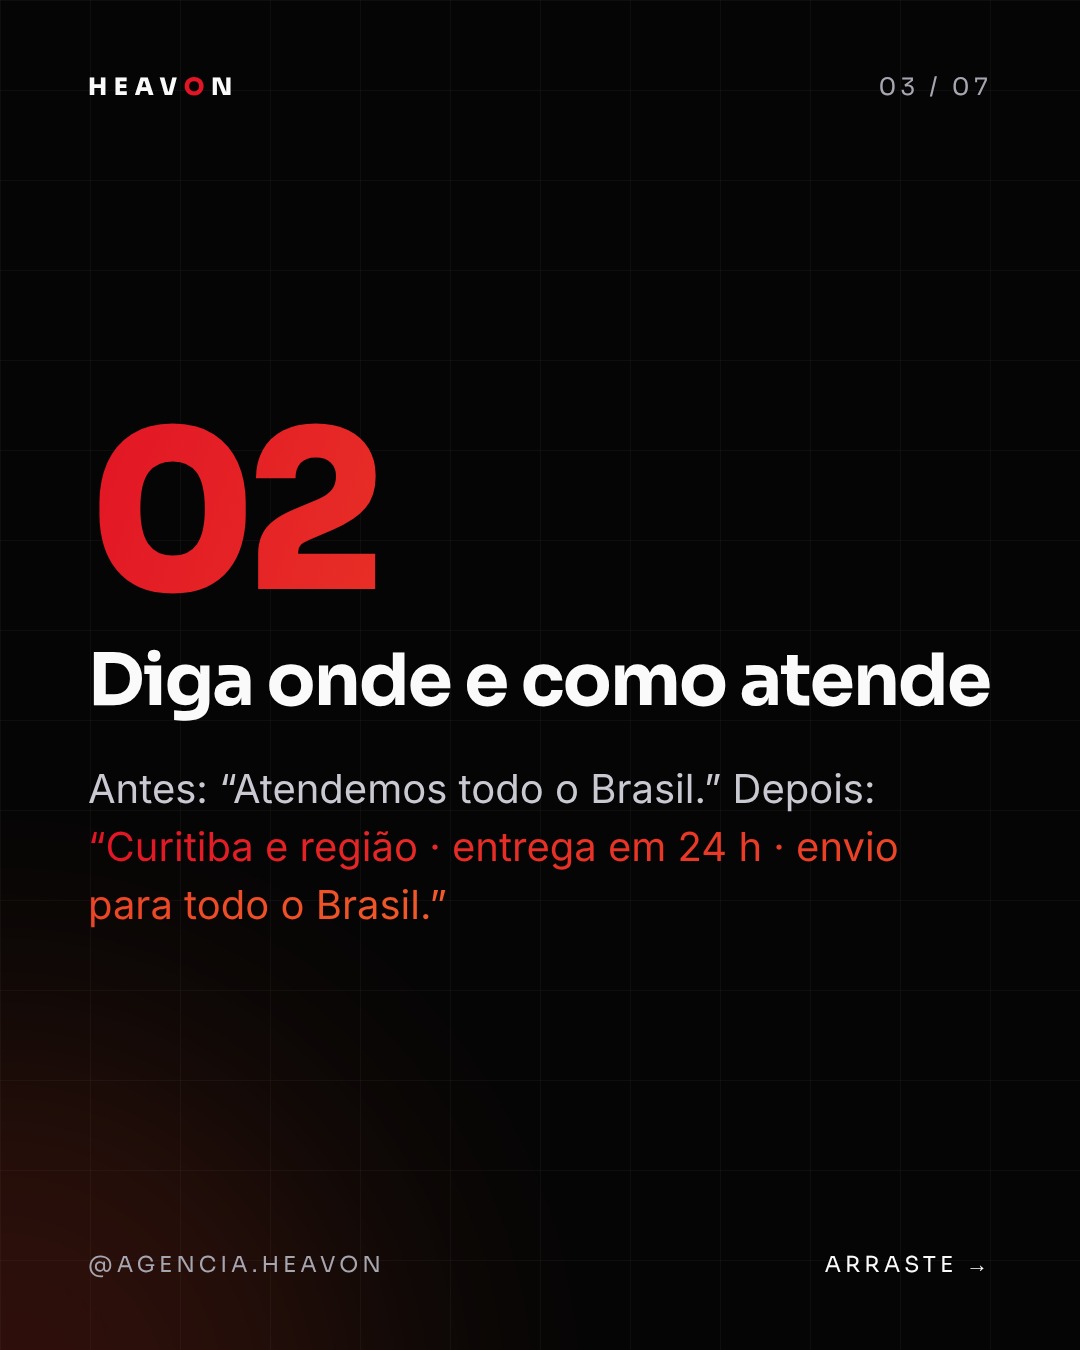 HEAVON
03 / 07
02
Diga onde e como atende
Antes: “Atendemos todo o Brasil.” Depois:
“Curitiba e região · entrega em 24 h · envio
para todo o Brasil.”
@AGENCIA.HEAVON
ARRASTE →